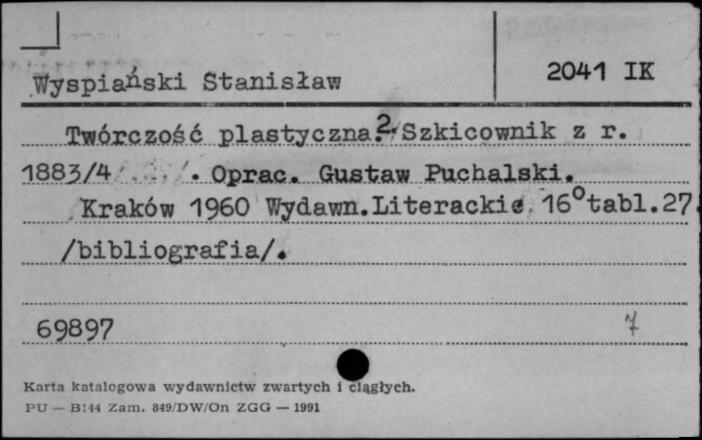 Wyspiański Stanisław
2041 IK
Twórczość plastyczna. 2. Szkicownik z r.
1883/4 . Oprac. Gustaw Puchalski.
Kraków 1960 Wydawn.Literackie 16°tabl.27.
/bibliografia/.
69897
7
Karta katalogowa wydawnictw zwartych i ciągłych.
PU — B144 Zam. 849/DW/On ZGG — 1991